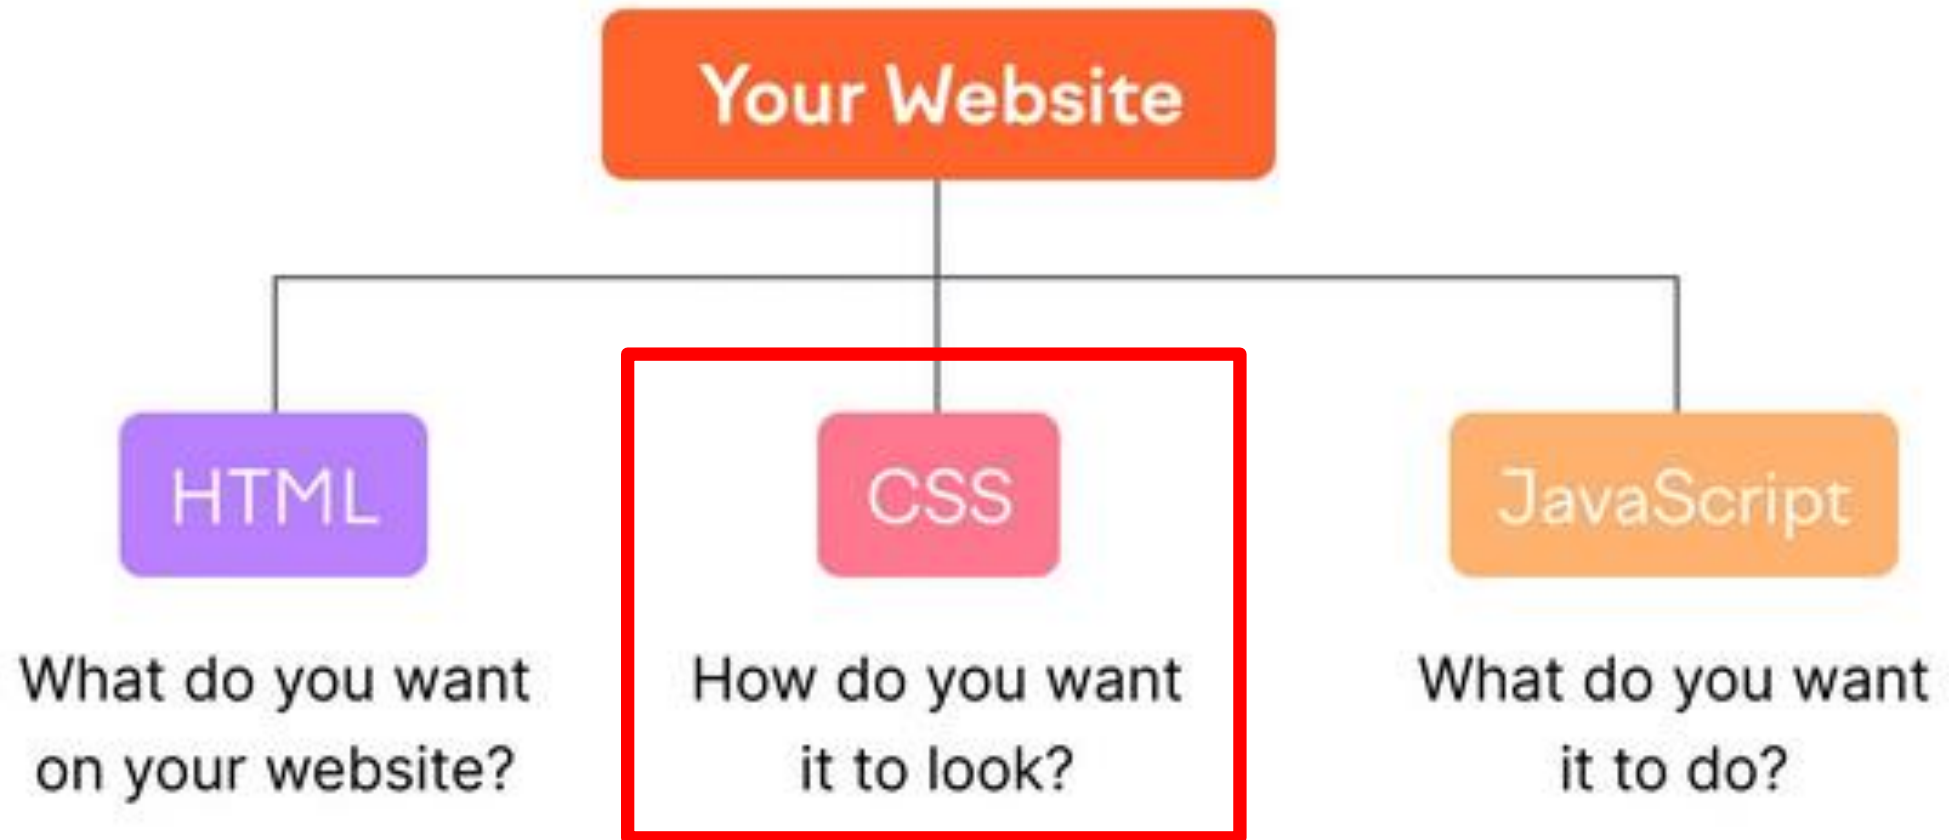 Your Website
HTML
CSS
JavaScript
What do you want
on your website?
How do you want
it to look?
What do you want
it to do?